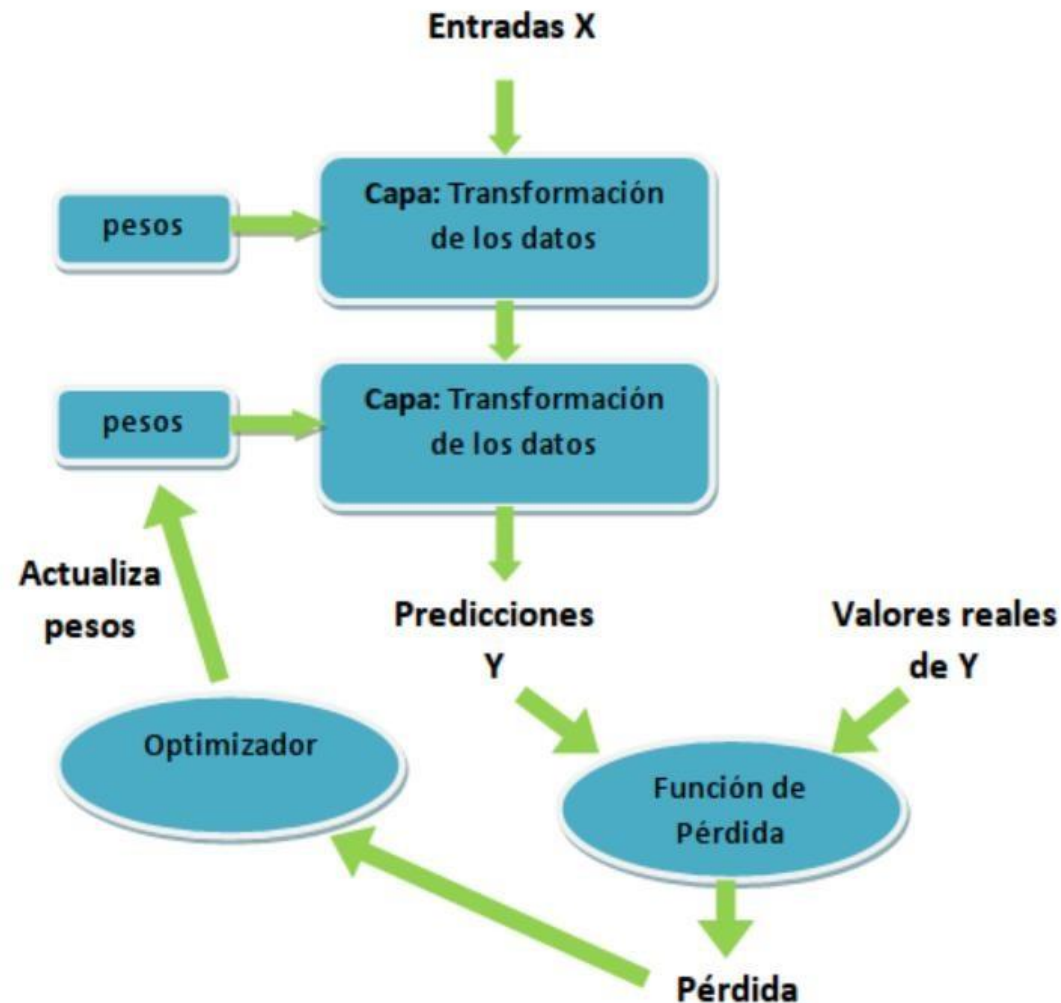 Entradas X
Capa: Transformación
de los datos
pesos
Capa: Transformación
de los datos
pesos
Actualiza
pesos
Predicciones
Y
Valores reales
de Y
Optimizador
Función de
Pérdida
Pérdida